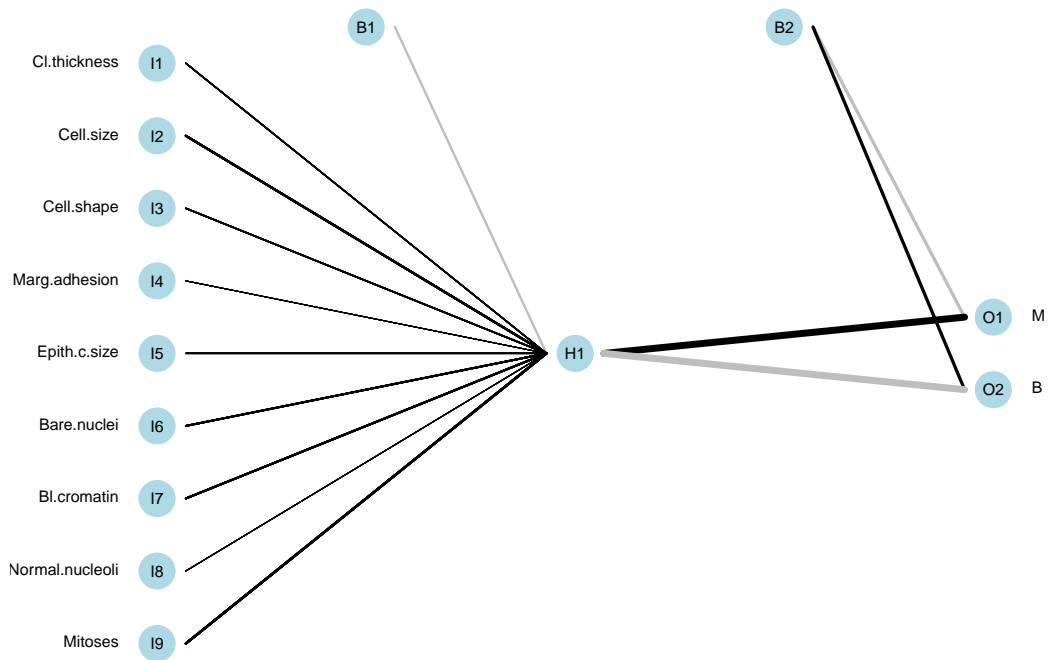 B1
B2
Cl.thickness I1
Cell.size I2
Cell.shape I3
Marg.adhesion I4
O1 M
Epith.c.size I5
H1
O2 B
Bare.nuclei I6
Bl.cromatin I7
Normal.nucleoli I8
Mitoses I9